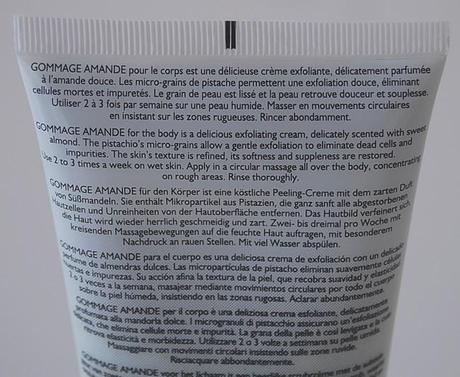 GOMMAGE AMANDE pour le corps est une délicieuse crème exfoliante, délicatement parfumée
à l'amande douce. Les micro-grains de pistache permettent une exfoliation douce, éliminant
cellules mortes et impuretés. Le grain de peau est lissé et la peau retrouve douceur et souplesse.
Utiliser 2 à 3 fois par semaine sur une peau humide. Masser en mouvements circulaires
en insistant sur les zones rugueuses. Rincer abondamment.
GOMMAGE AMANDE for the body is a delicious exfoliating cream, delicately scented with sweet
almond. The pistachio's micro-grains allow a gentle exfoliation to eliminate dead cells and
impurities. The skin's texture is refined, its softness and suppleness are restored.
Use 2 to 3 times a week on wet skin. Apply in a circular massage all over the body, concentrating
on rough areas. Rinse thoroughly.
GOMMAGE AMANDE für den Körper ist eine köstliche Peeling-Creme mit dem zarten Duft
von Süßmandeln. Sie enthält Mikropartikel aus Pistazien, die ganz sanft alle abgestorbenen
Hautzellen und Unreinheiten von der Hautoberfläche entfernen. Das Hautbild verfeinert sich,
die Haut wird wieder herrlich geschmeidig und zart. Zwei- bis dreimal pro Woche mit
kreisenden Massagebewegungen auf die feuchte Haut auftragen, mit besonderem
Nachdruck an rauen Stellen. Mit viel Wasser abspülen.
GOMMAGE AMANDE para el cuerpo es una deliciosa crema de exfoliación con un delicado
perfume de almendras dulces. Las micropartículas de pistacho eliminan suavemente células
muertas e impurezas. Su acción afina la textura de la piel, que recobra suavidad y elasticidad.
2 o 3 veces a la semana, masajear mediante movimientos circulares por todo el cuerpo
sobre la piel húmeda, insistiendo en las zonas rugosas. Aclarar abondantemente.
GOMMAGE AMANDE per il corpo è una deliziosa crema esfoliante, delicatamente
profumata alla mandorla dolce. I microgranuli di pistacchio assicurano un'esfoliazione
che elimina cellule morte e impurità. La grana della pelle è così levigata e la
ritrova elasticità e morbidezza. Utilizzare 2 a 3 volte a settimana su pelle umida
Massaggiare con movimenti circolari insistendo sulle zone ruvide.
Risciacquare abbondantemente.
GOMMAGE AMANDE voor het lichaam is een heerlijke scrubcrème met de